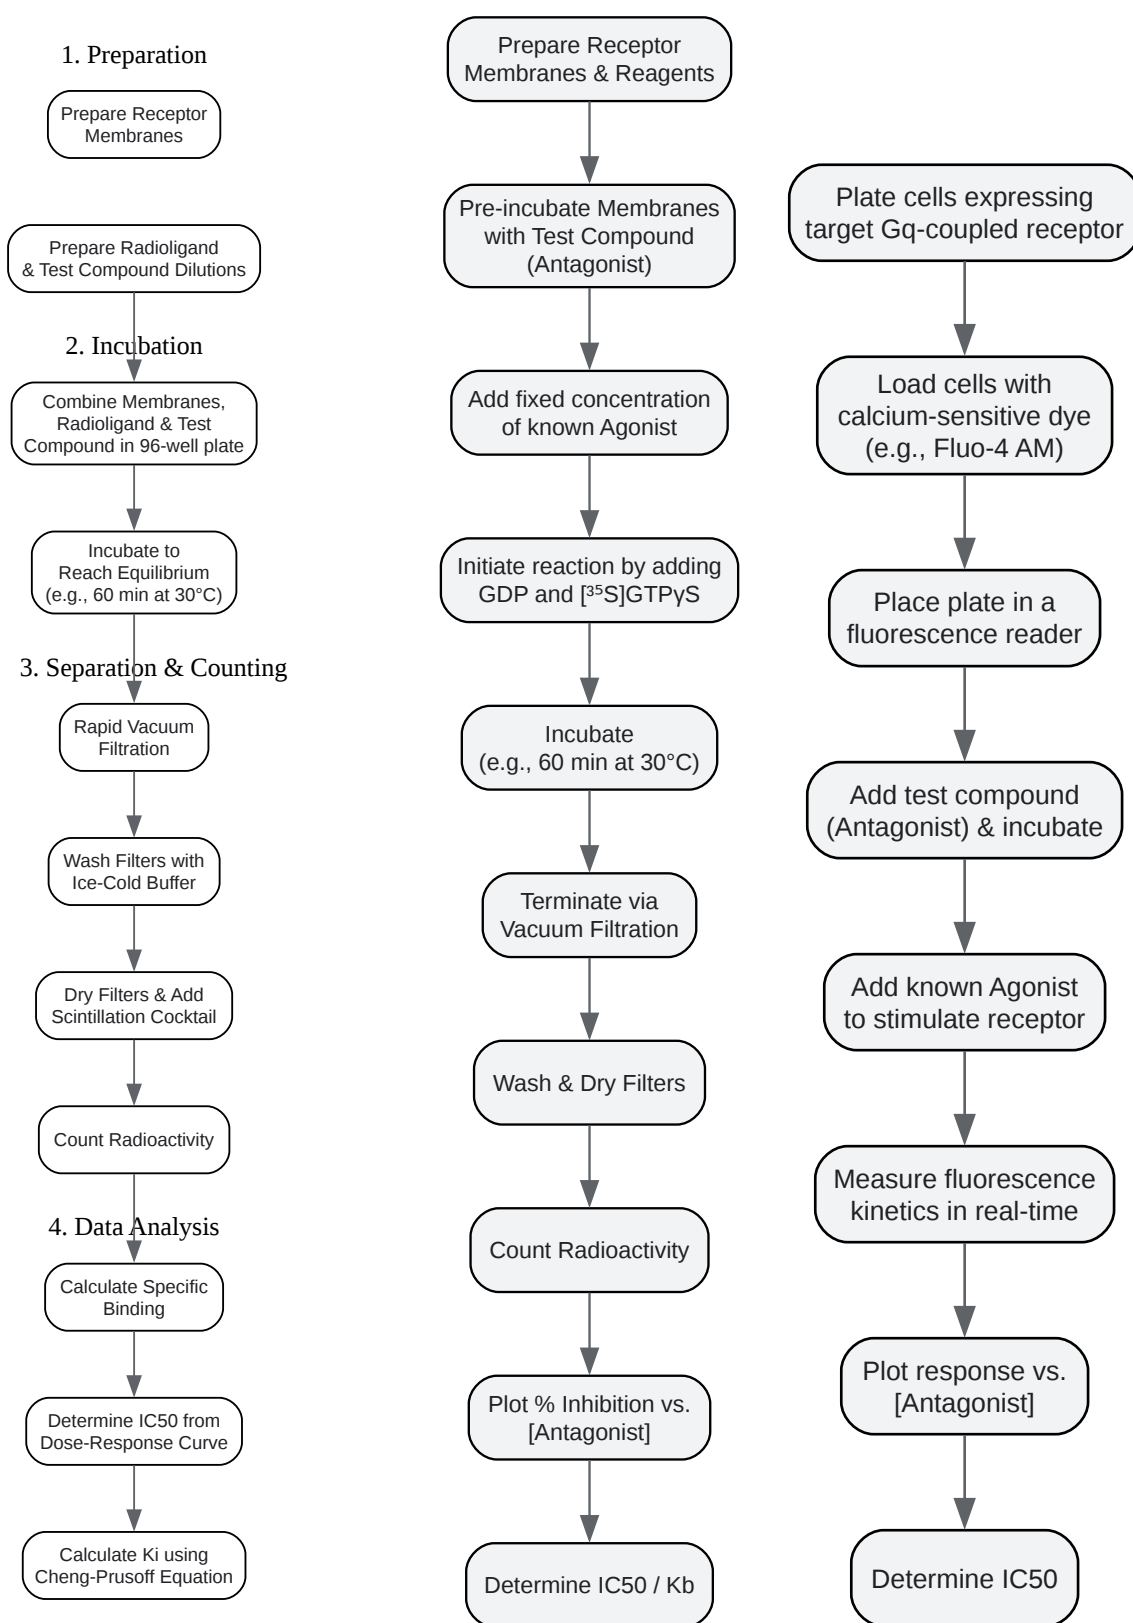 1. Preparation
Prepare Receptor
Membranes
Prepare Radioligand
& Test Compound Dilutions
2. Incubation
Combine Membranes,
Radioligand & Test
Compound in 96-well plate
Incubate to
Reach Equilibrium
(e.g., 60 min at 30°C)
3. Separation & Counting
Rapid Vacuum
Filtration
Wash Filters with
Ice-Cold Buffer
Dry Filters & Add
Scintillation Cocktail
Count Radioactivity
4. Data Analysis
Calculate Specific
Binding
Determine IC50 from
Dose-Response Curve
Calculate Ki using
Cheng-Prusoff Equation
Prepare Receptor
Membranes & Reagents
Pre-incubate Membranes
with Test Compound
(Antagonist)
Add fixed concentration
of known Agonist
Initiate reaction by adding
GDP and [³⁵S]GTPγS
Incubate
(e.g., 60 min at 30°C)
Terminate via
Vacuum Filtration
Wash & Dry Filters
Count Radioactivity
Plot % Inhibition vs.
[Antagonist]
Determine IC50 / Kb
Plate cells expressing
target Gq-coupled receptor
Load cells with
calcium-sensitive dye
(e.g., Fluo-4 AM)
Place plate in a
fluorescence reader
Add test compound
(Antagonist) & incubate
Add known Agonist
to stimulate receptor
Measure fluorescence
kinetics in real-time
Plot response vs.
[Antagonist]
Determine IC50